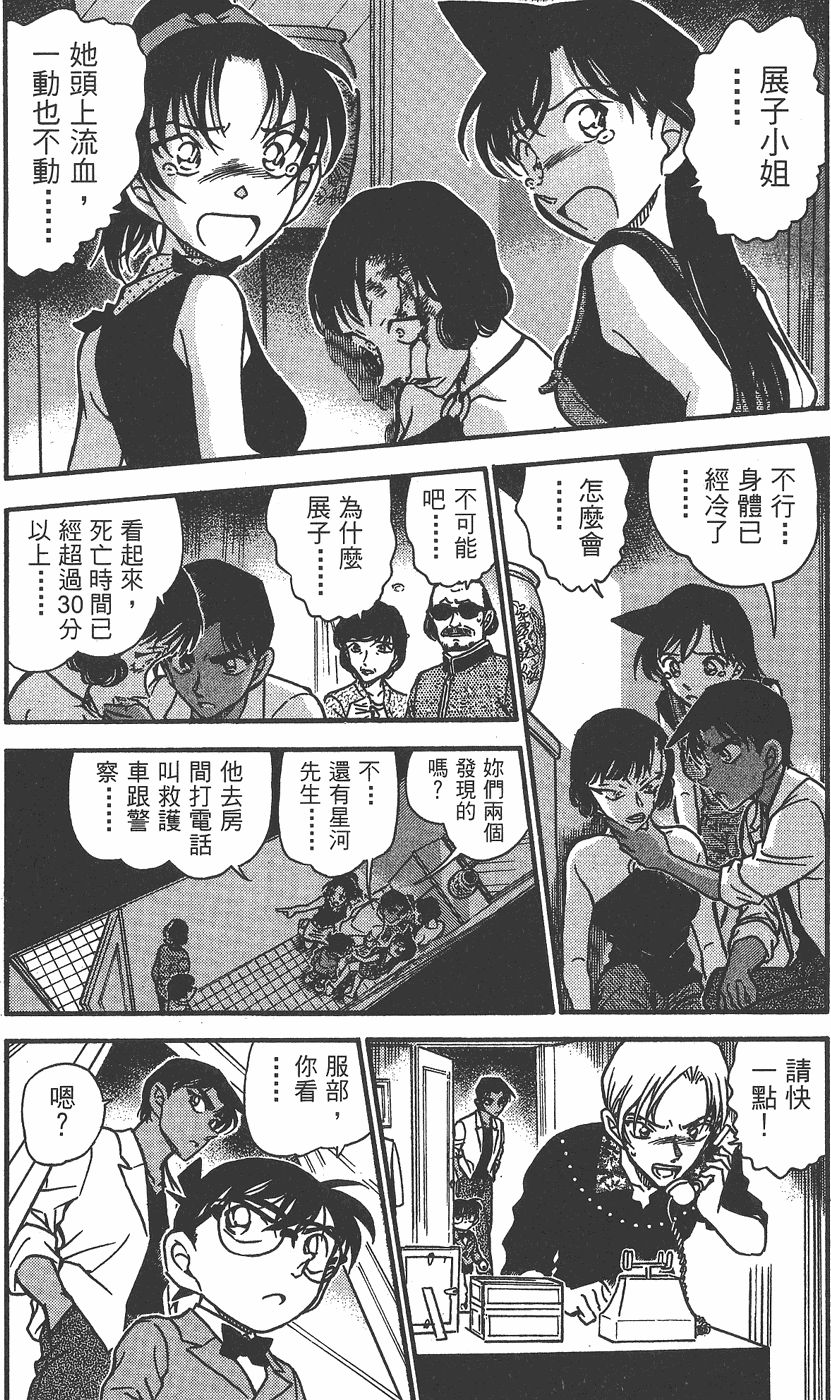 展子小姐
⋯⋯
她頭上流血，
一動也不動⋯⋯
不行⋯
身體已
經冷了
⋯⋯
怎麼會
⋯⋯
不可能
吧⋯⋯
為什麼
展子⋯⋯
看起來，
死亡時間已
經超過30分
以上⋯⋯
妳們兩個
發現的
嗎？
不⋯
還有星河
先生⋯⋯
他去房
間打電話
叫救護
車跟警
察⋯⋯
請快
一點！
服部，
你看
⋯⋯
嗯？